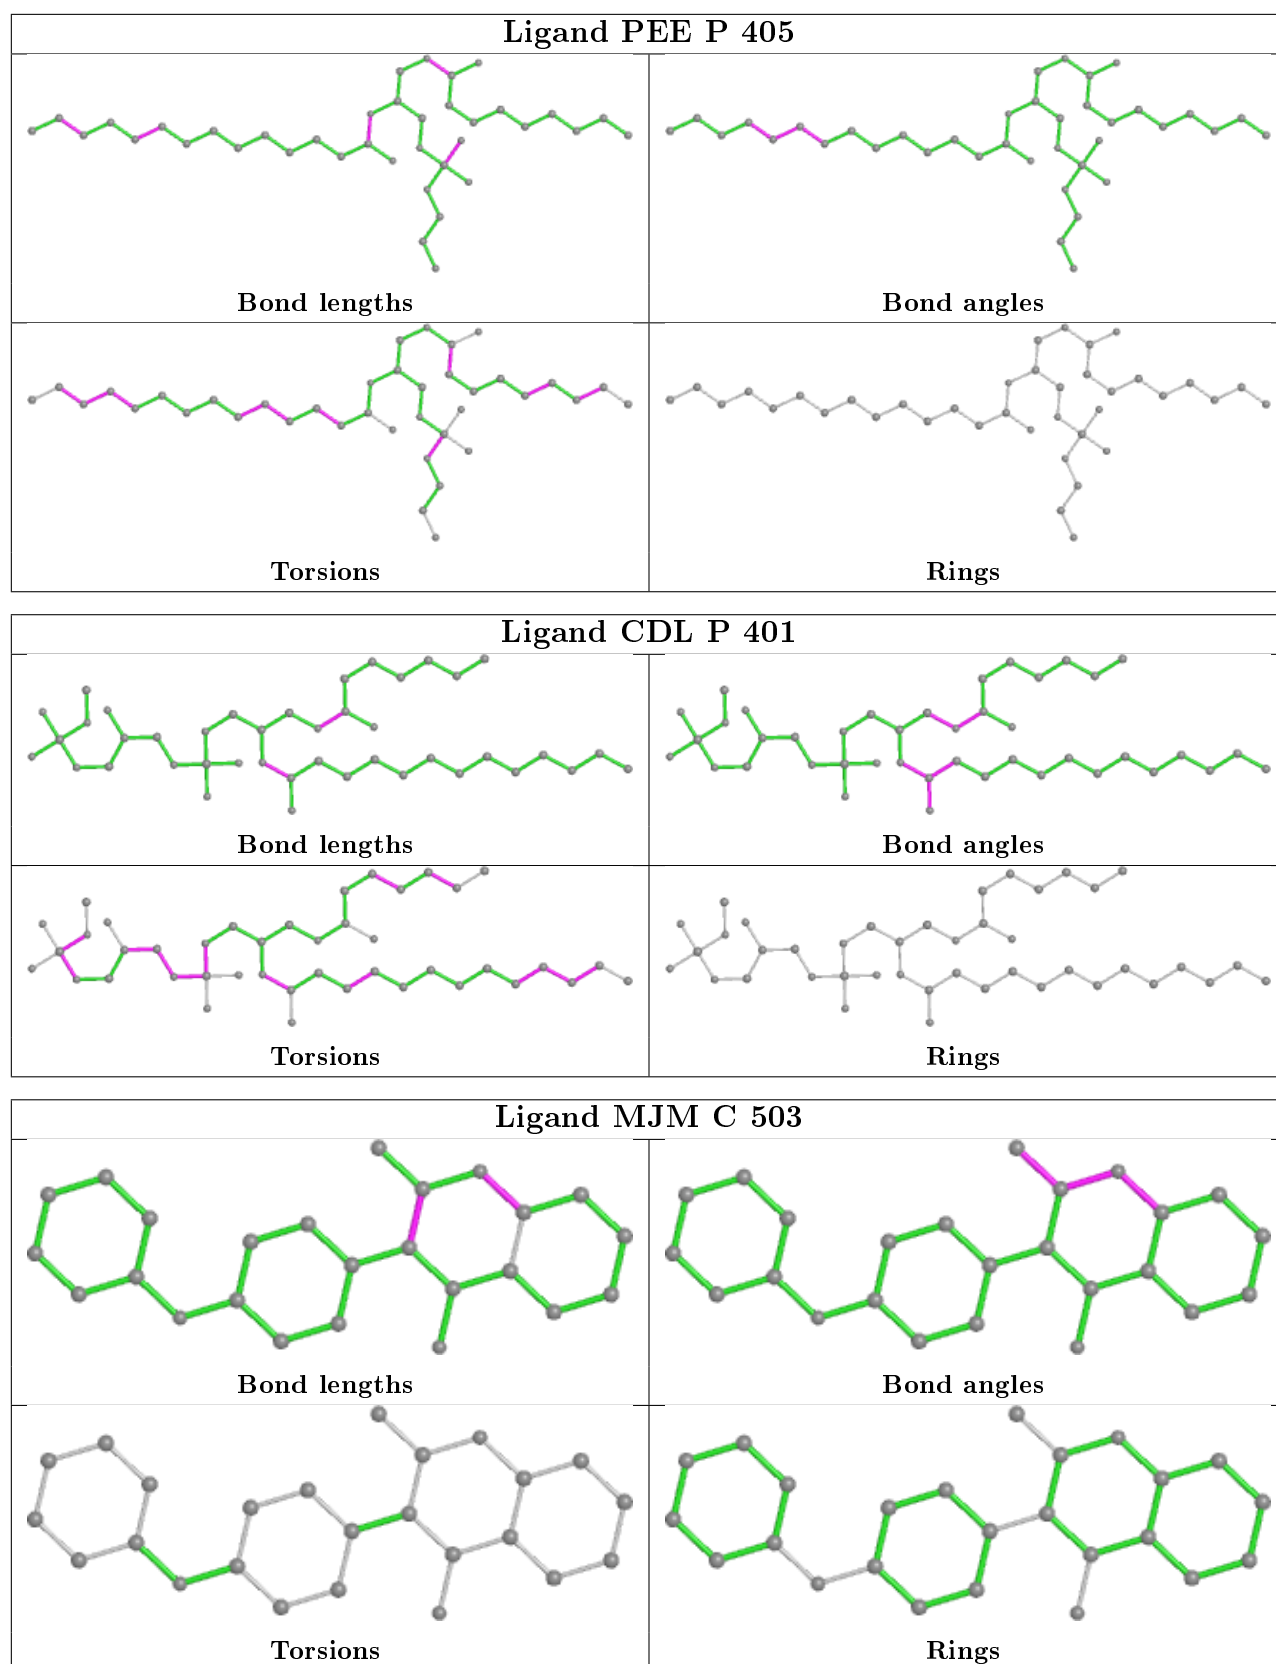 Ligand PEE P 405
Bond lengths
Bond angles
Torsions
Rings
Ligand CDL P 401
Bond lengths
Bond angles
Torsions
Rings
Ligand MJM C 503
Bond lengths
Bond angles
Torsions
Rings